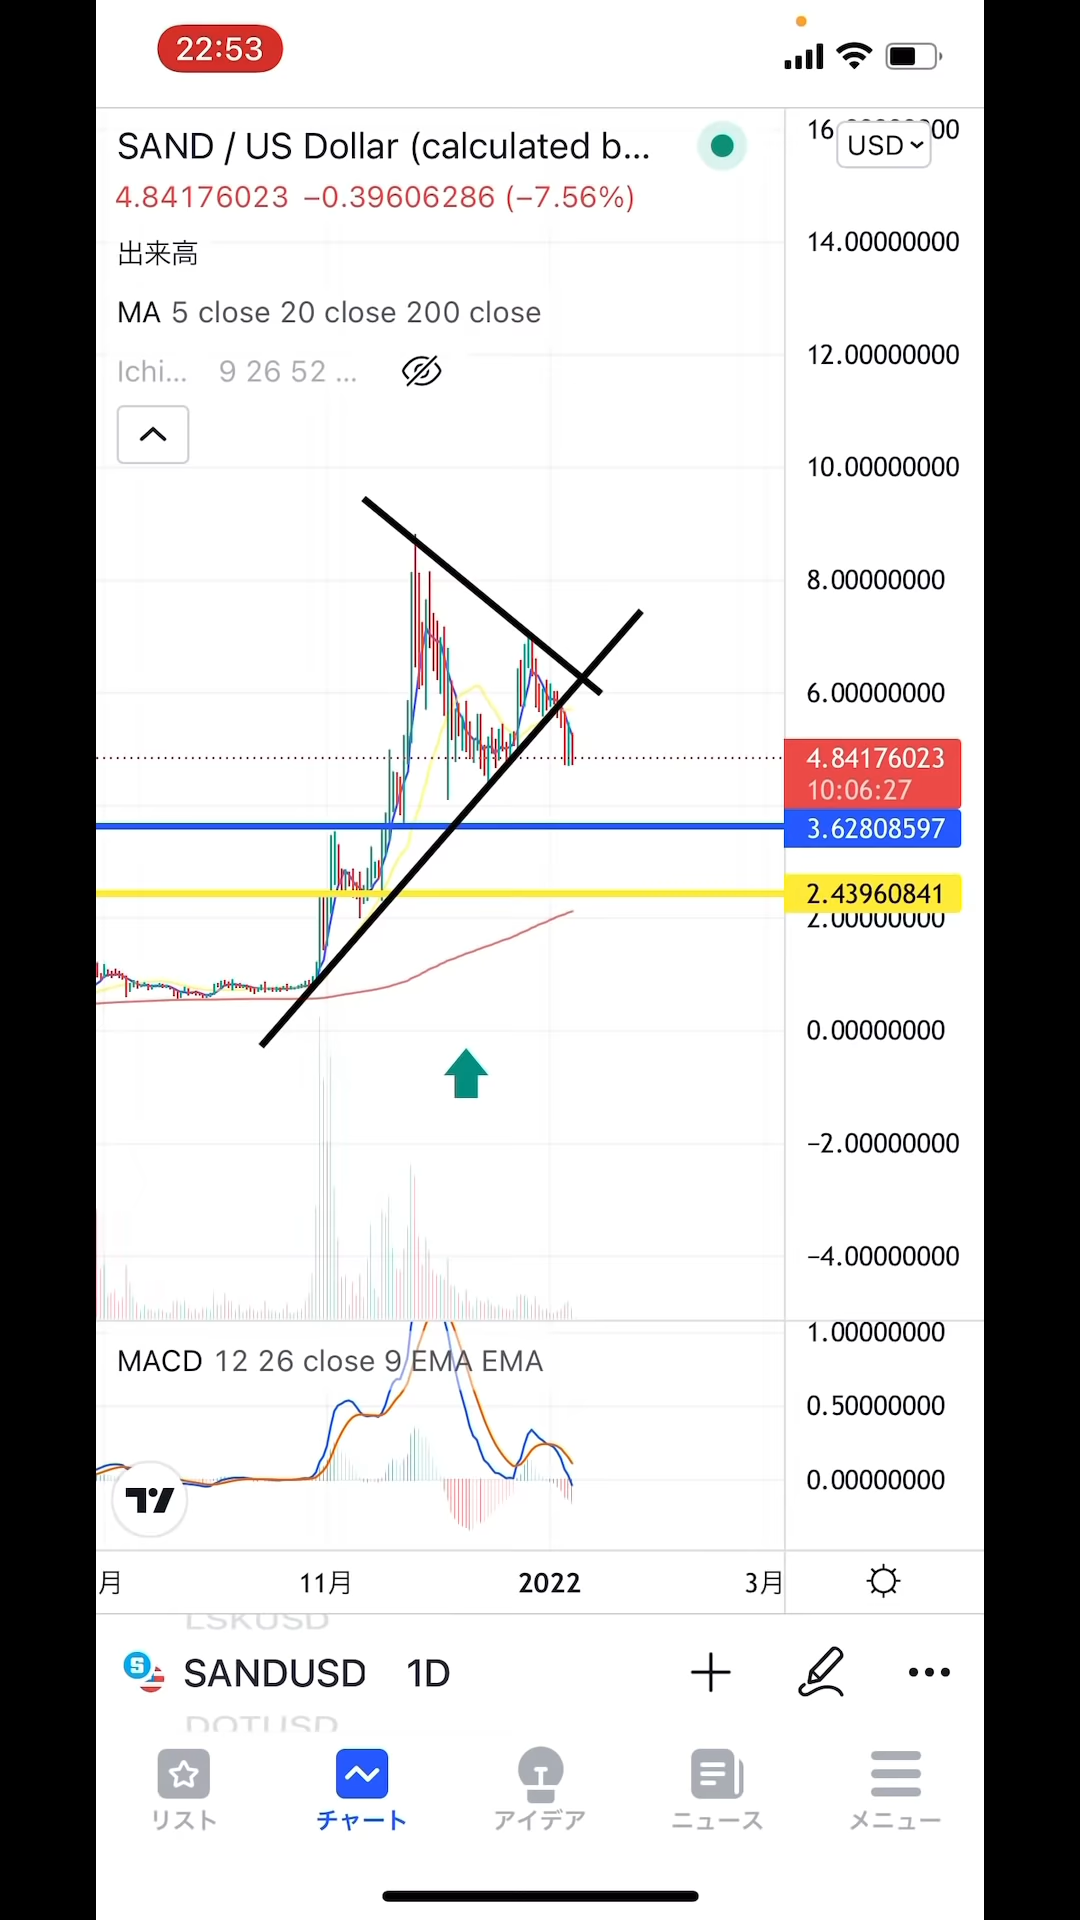 22:53
SAND / US Dollar (calculated b...
USD
4.84176023 −0.39606286 (−7.56%)
出来高
MA 5 close 20 close 200 close
Ichi... 9 26 52 ...
14.00000000
12.00000000
10.00000000
8.00000000
6.00000000
4.84176023
10:06:27
3.62808597
2.43960841
2.00000000
0.00000000
−2.00000000
−4.00000000
MACD 12 26 close 9 EMA EMA
1.00000000
0.50000000
0.00000000
月 11月 2022 3月
LSKUSD
SANDUSD 1D
DOTUSD
リスト チャート アイデア ニュース メニュー